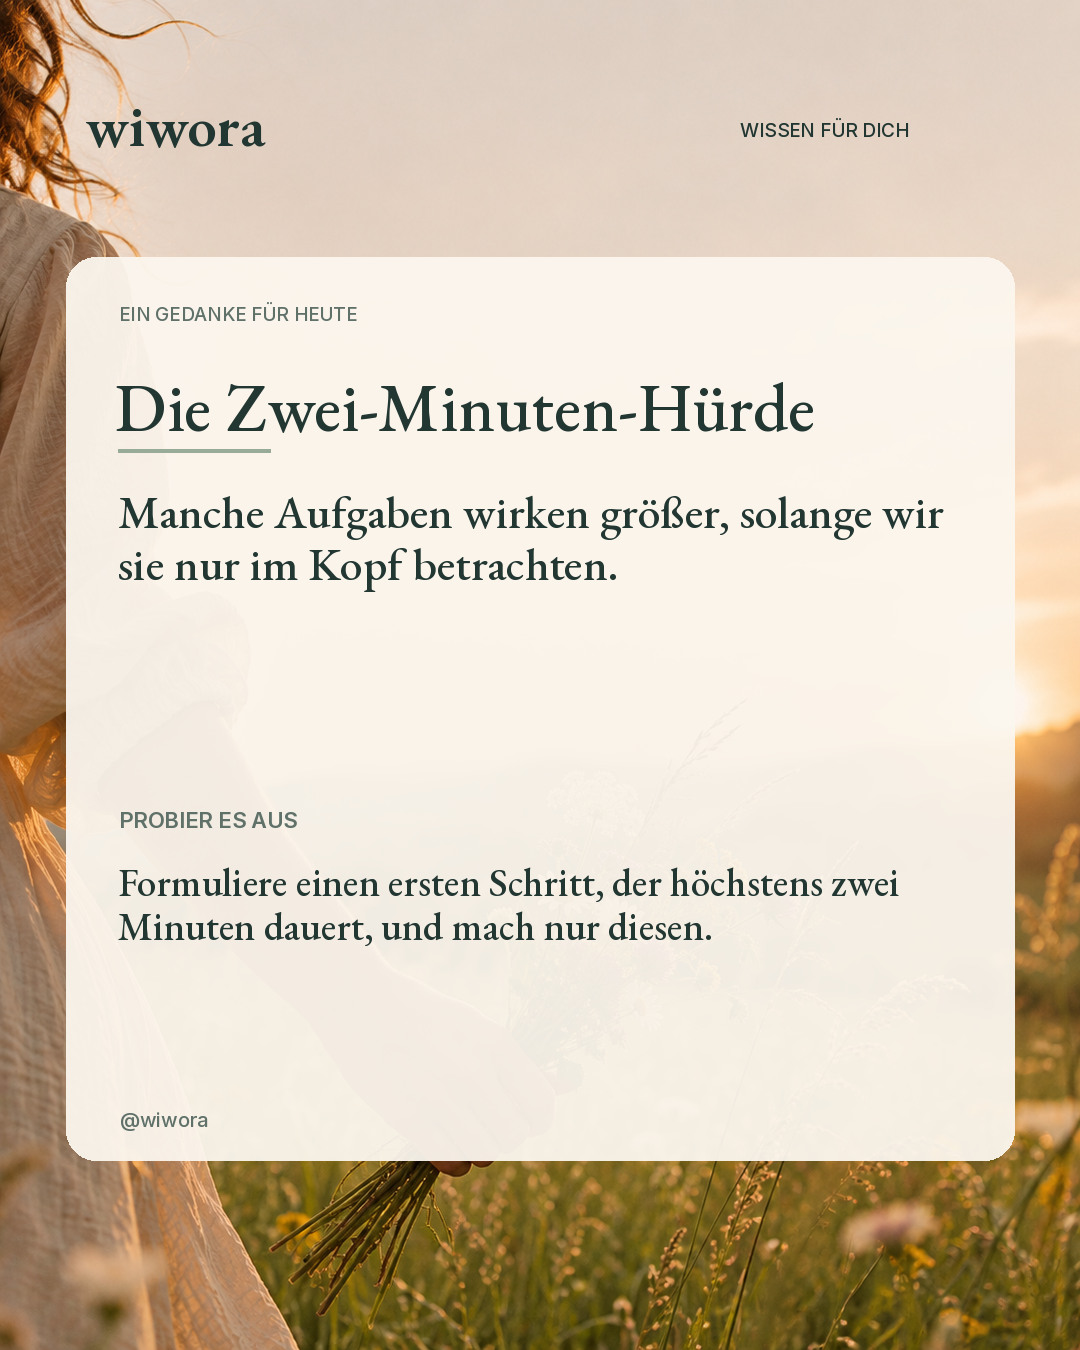 wiwora
WISSEN FÜR DICH
EIN GEDANKE FÜR HEUTE
Die Zwei-Minuten-Hürde
Manche Aufgaben wirken größer, solange wir
sie nur im Kopf betrachten.
PROBIER ES AUS
Formuliere einen ersten Schritt, der höchstens zwei
Minuten dauert, und mach nur diesen.
@wiwora